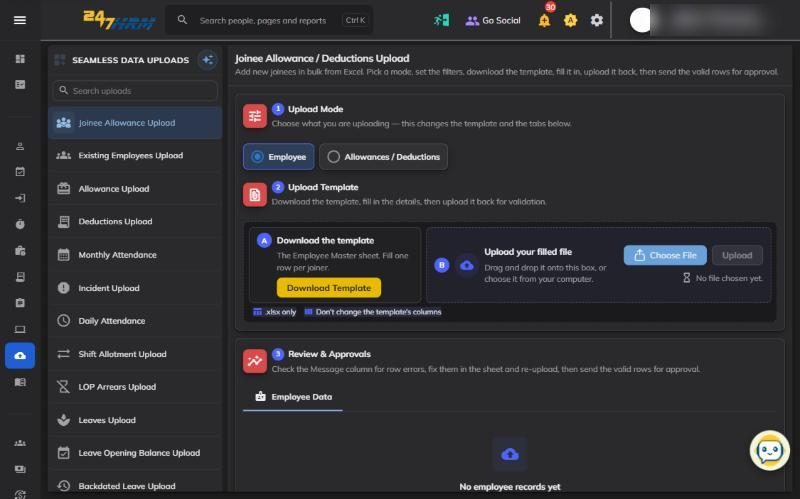 247HRM
Search people, pages and reports
Ctrl K
Go Social
30
A
SEAMLESS DATA UPLOADS
Search uploads
Joinee Allowance Upload
Existing Employees Upload
Allowance Upload
Deductions Upload
Monthly Attendance
Incident Upload
Daily Attendance
Shift Allotment Upload
LOP Arrears Upload
Leaves Upload
Leave Opening Balance Upload
Backdated Leave Upload
Joinee Allowance / Deductions Upload
Add new joinees in bulk from Excel. Pick a mode, set the filters, download the template, fill it in, upload it back, then send the valid rows for approval.
1 Upload Mode
Choose what you are uploading — this changes the template and the tabs below.
Employee
Allowances / Deductions
2 Upload Template
Download the template, fill in the details, then upload it back for validation.
A Download the template
The Employee Master sheet. Fill one
row per joiner.
Download Template
B
Upload your filled file
Drag and drop it onto this box, or
choose it from your computer.
Choose File
Upload
No file chosen yet.
.xlsx only
Don't change the template's columns
3 Review & Approvals
Check the Message column for row errors, fix them in the sheet and re-upload, then send the valid rows for approval.
Employee Data
No employee records yet